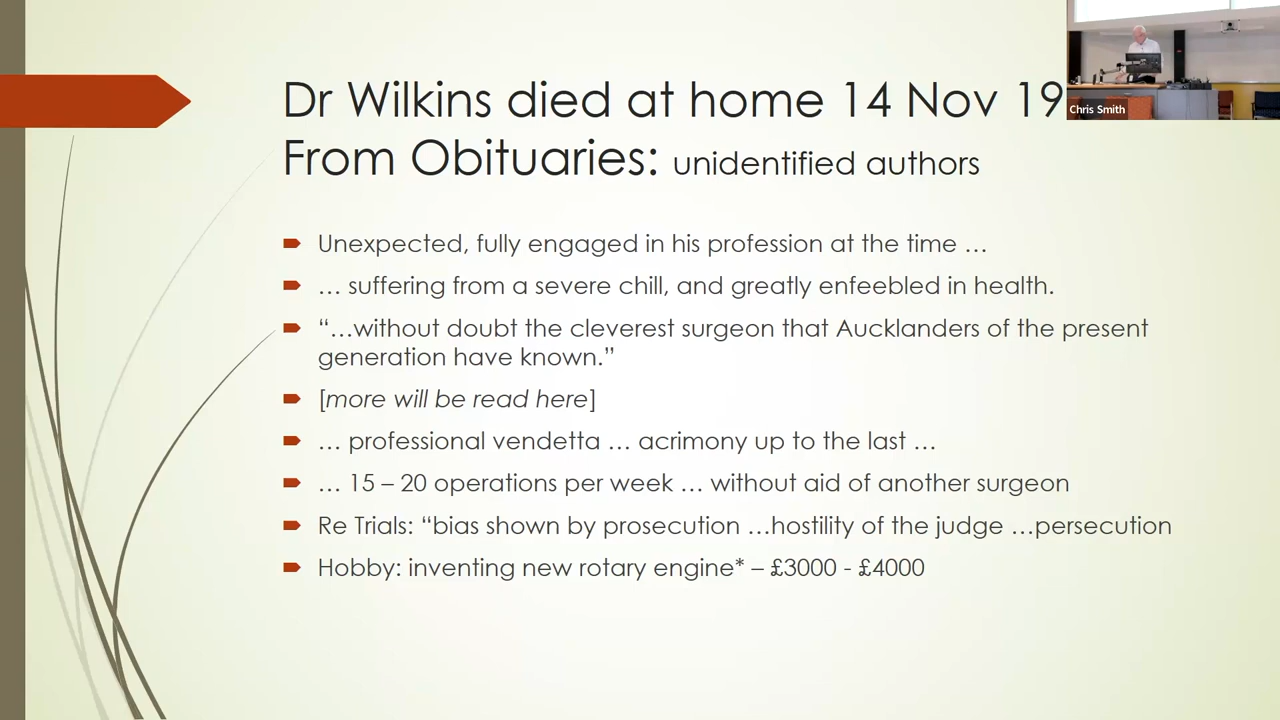 Dr Wilkins died at home 14 Nov 19
From Obituaries: unidentified authors
Chris Smith
Unexpected, fully engaged in his profession at the time …
… suffering from a severe chill, and greatly enfeebled in health.
“…without doubt the cleverest surgeon that Aucklanders of the present
generation have known.”
[more will be read here]
… professional vendetta … acrimony up to the last …
… 15 – 20 operations per week … without aid of another surgeon
Re Trials: “bias shown by prosecution …hostility of the judge …persecution
Hobby: inventing new rotary engine* – £3000 - £4000